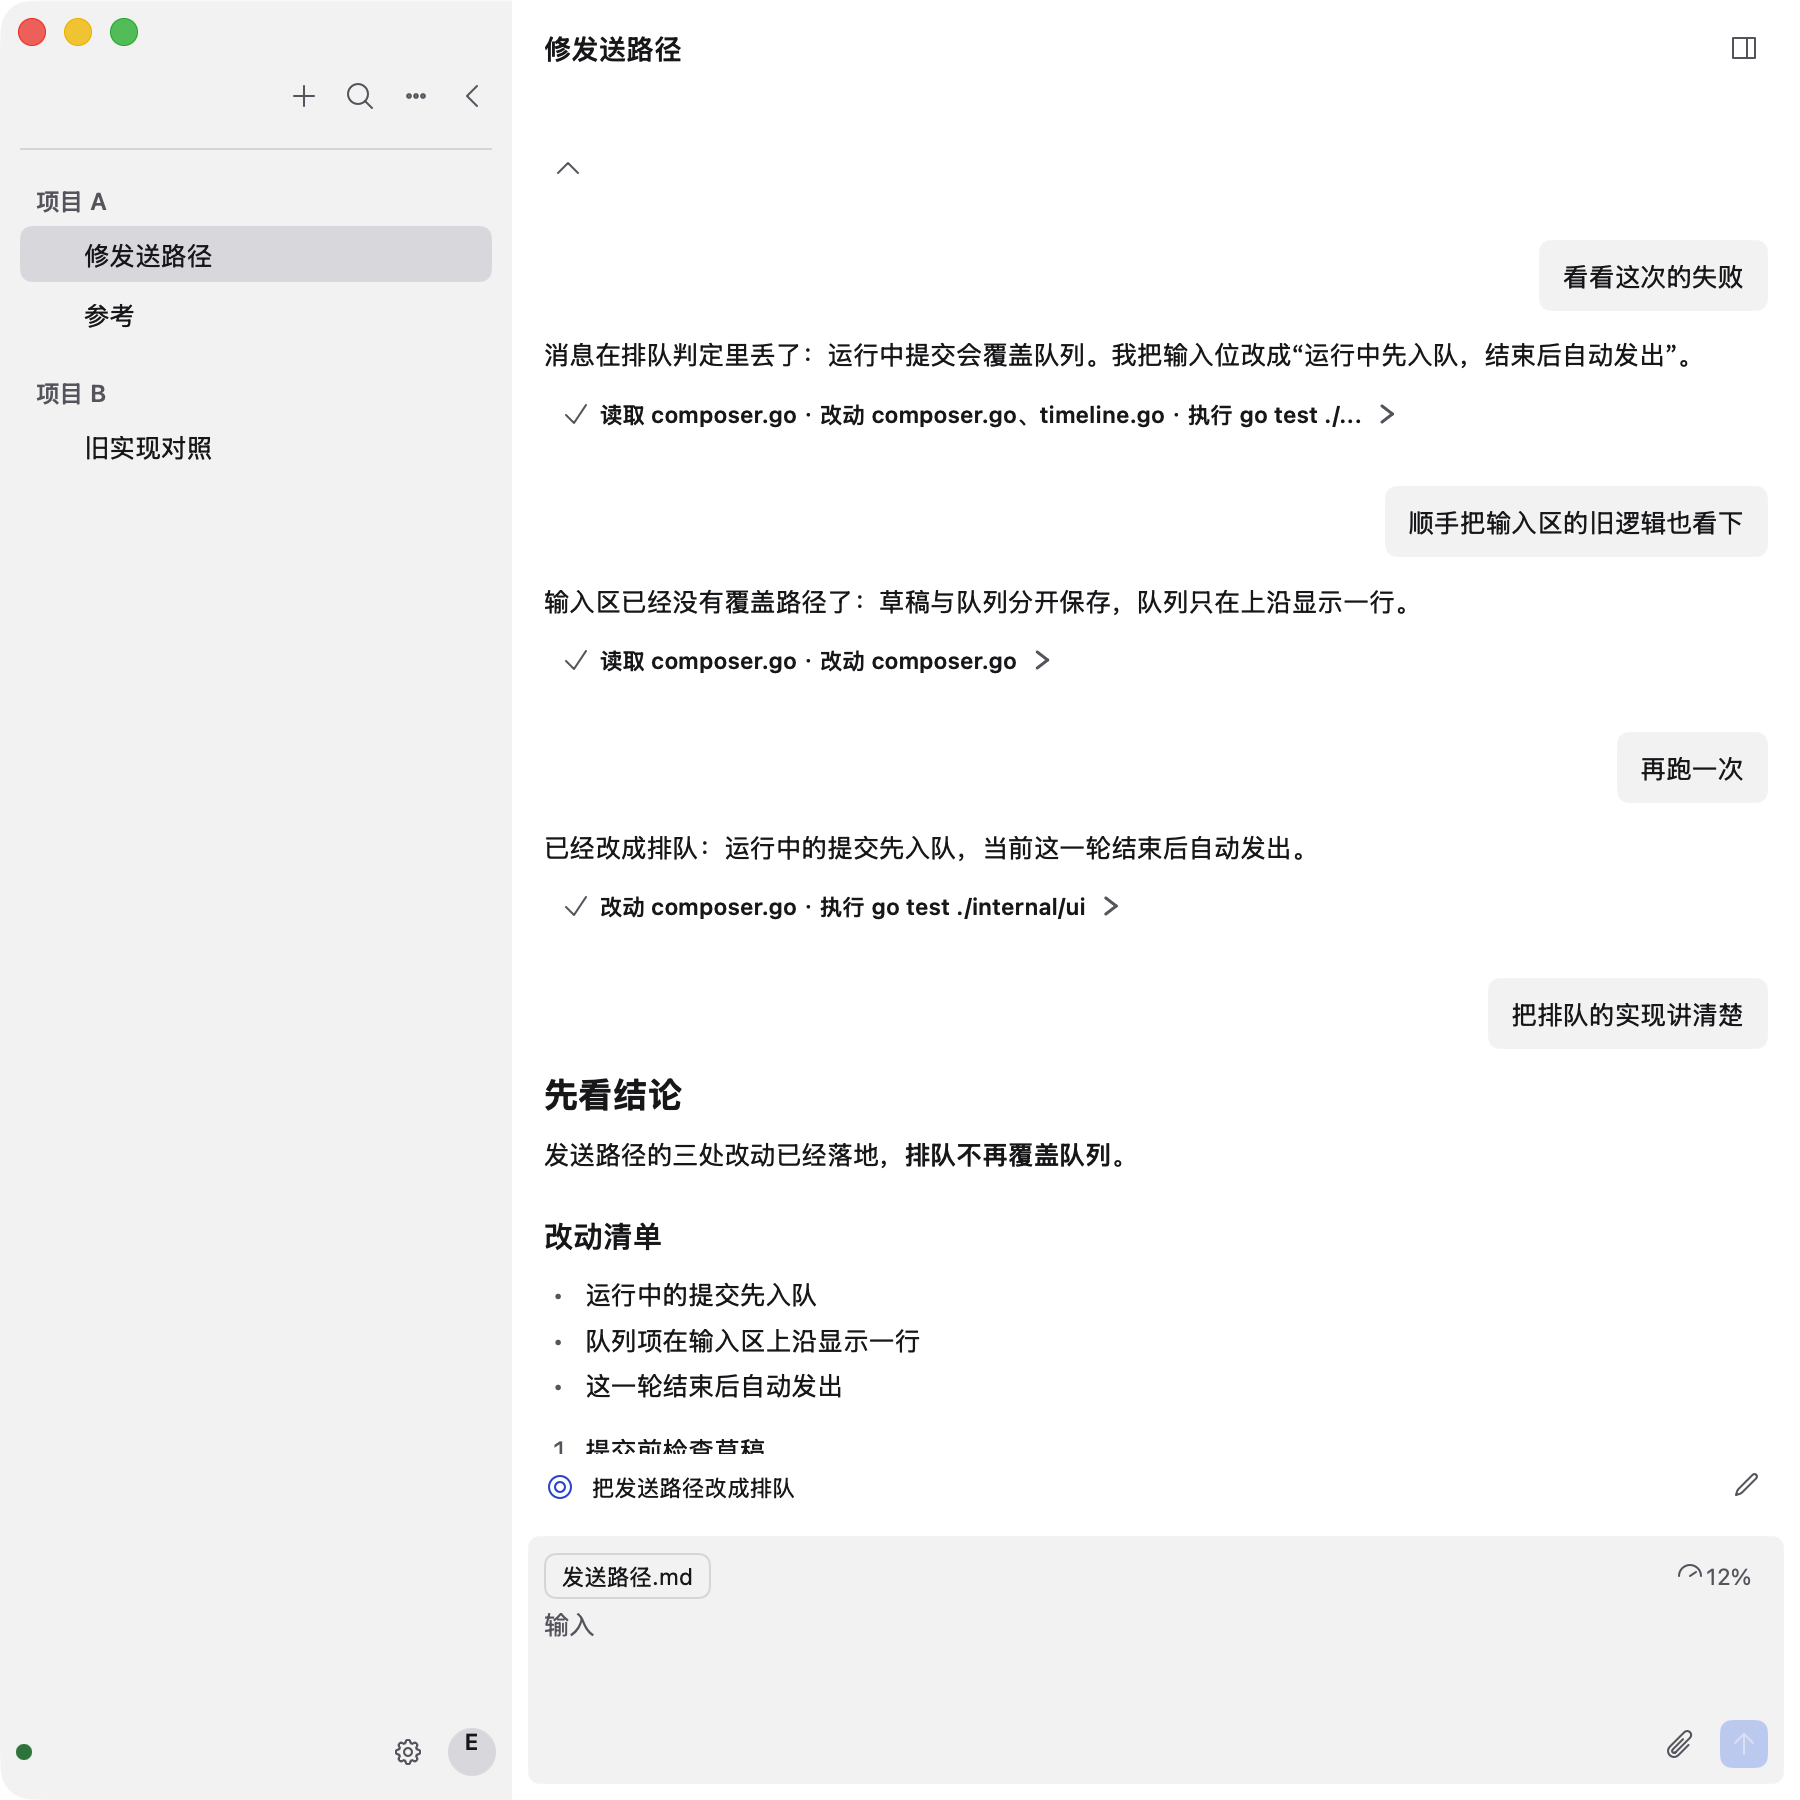 修发送路径
项目 A
修发送路径
参考
项目 B
旧实现对照
看看这次的失败
消息在排队判定里丢了：运行中提交会覆盖队列。我把输入位改成“运行中先入队，结束后自动发出”。
读取 composer.go · 改动 composer.go、timeline.go · 执行 go test ./...
顺手把输入区的旧逻辑也看下
输入区已经没有覆盖路径了：草稿与队列分开保存，队列只在上沿显示一行。
读取 composer.go · 改动 composer.go
再跑一次
已经改成排队：运行中的提交先入队，当前这一轮结束后自动发出。
改动 composer.go · 执行 go test ./internal/ui
把排队的实现讲清楚
先看结论
发送路径的三处改动已经落地，排队不再覆盖队列。
改动清单
• 运行中的提交先入队
• 队列项在输入区上沿显示一行
• 这一轮结束后自动发出
1 提交前检查草稿
把发送路径改成排队
发送路径.md
12%
输入
E